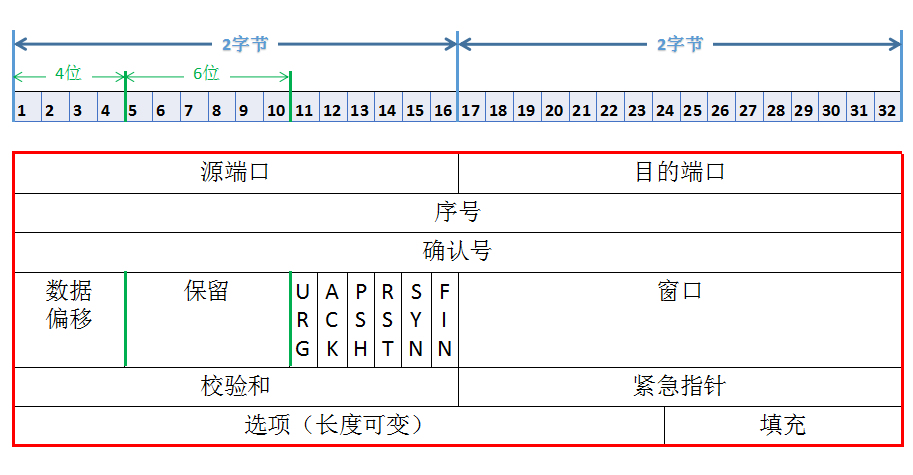 2字节 2字节
4位 6位
1 2 3 4 5 6 7 8 9 10 11 12 13 14 15 16 17 18 19 20 21 22 23 24 25 26 27 28 29 30 31 32
源端口 目的端口
序号
确认号
数据
偏移
保留
URG ACK PSH RST SYN FIN
窗口
校验和 紧急指针
选项（长度可变） 填充